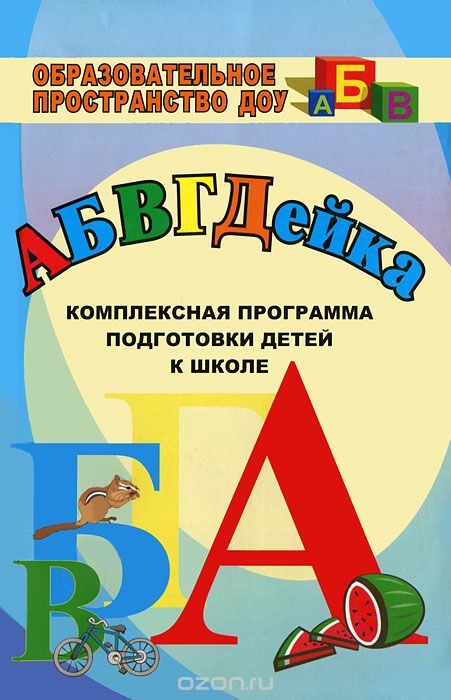 ОБРАЗОВАТЕЛЬНОЕ
ПРОСТРАНСТВО ДОУ
А Б В
АБВГДейка
КОМПЛЕКСНАЯ ПРОГРАММА
ПОДГОТОВКИ ДЕТЕЙ
К ШКОЛЕ
Б Г А
В
ozon.ru